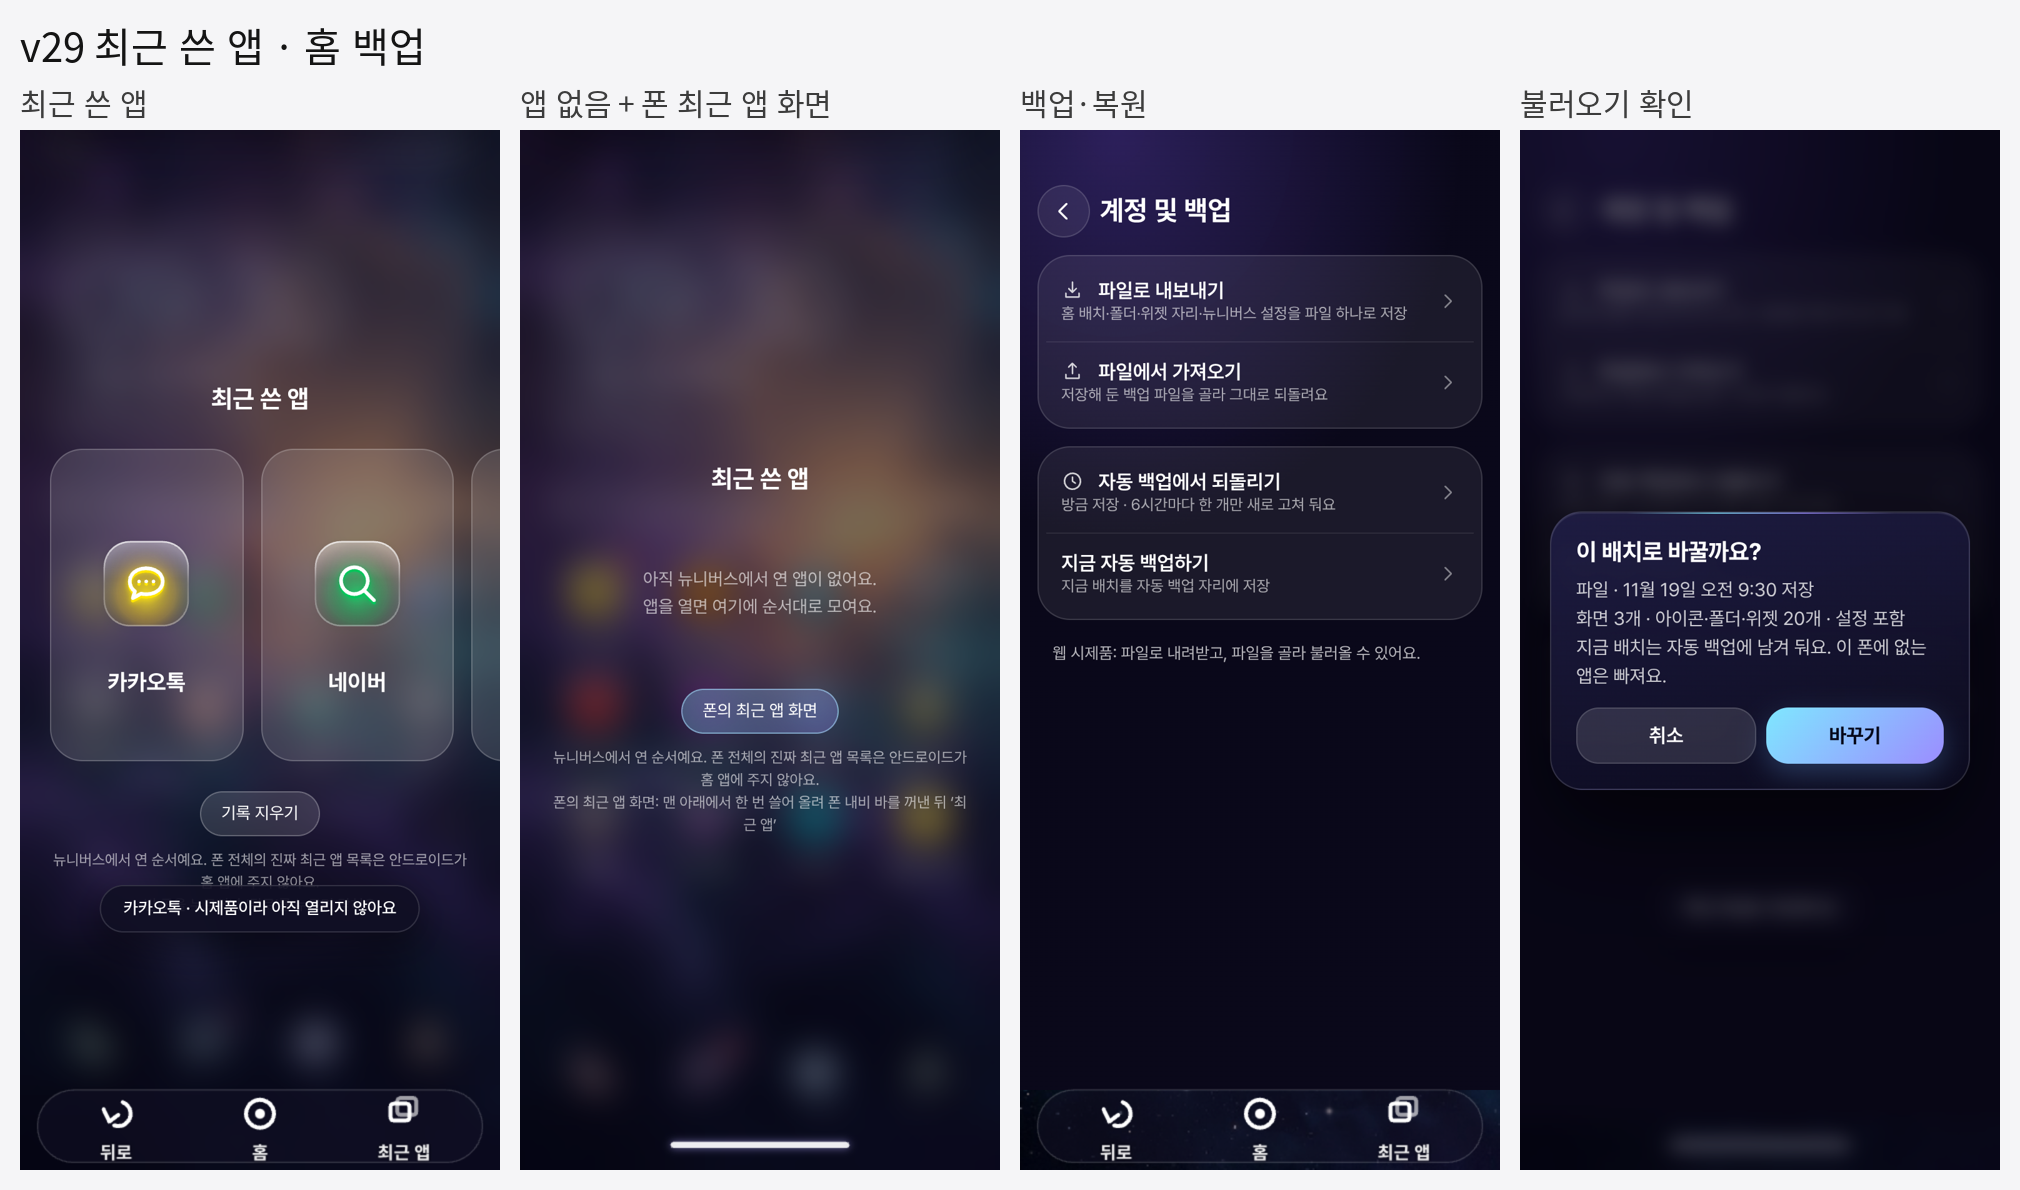 v29 최근 쓴 앱 · 홈 백업
최근 쓴 앱
최근 쓴 앱
카카오톡
네이버
기록 지우기
뉴니버스에서 연 순서예요. 폰 전체의 진짜 최근 앱 목록은 안드로이드가
홈 앱에 주지 않아요.
카카오톡 · 시제품이라 아직 열리지 않아요
뒤로
홈
최근 앱
앱 없음 + 폰 최근 앱 화면
최근 쓴 앱
아직 뉴니버스에서 연 앱이 없어요.
앱을 열면 여기에 순서대로 모여요.
폰의 최근 앱 화면
뉴니버스에서 연 순서예요. 폰 전체의 진짜 최근 앱 목록은 안드로이드가
홈 앱에 주지 않아요.
폰의 최근 앱 화면: 맨 아래에서 한 번 쓸어 올려 폰 내비 바를 꺼낸 뒤 ‘최
근 앱’
백업·복원
계정 및 백업
파일로 내보내기
홈 배치·폴더·위젯 자리·뉴니버스 설정을 파일 하나로 저장
파일에서 가져오기
저장해 둔 백업 파일을 골라 그대로 되돌려요
자동 백업에서 되돌리기
방금 저장 · 6시간마다 한 개만 새로 고쳐 둬요
지금 자동 백업하기
지금 배치를 자동 백업 자리에 저장
웹 시제품: 파일로 내려받고, 파일을 골라 불러올 수 있어요.
뒤로
홈
최근 앱
불러오기 확인
이 배치로 바꿀까요?
파일 · 11월 19일 오전 9:30 저장
화면 3개 · 아이콘·폴더·위젯 20개 · 설정 포함
지금 배치는 자동 백업에 남겨 둬요. 이 폰에 없는
앱은 빠져요.
취소
바꾸기